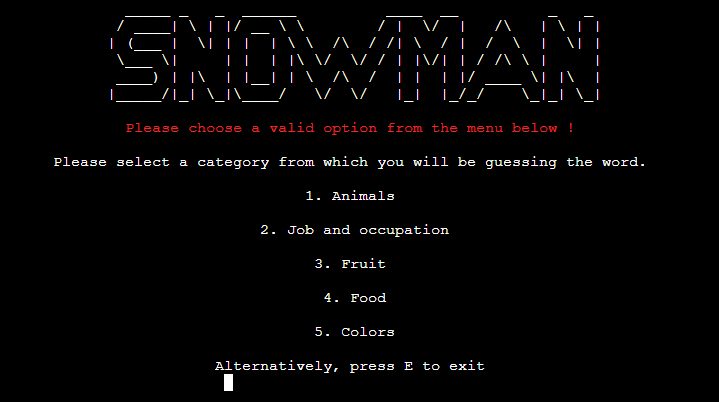 SNOWMAN
Please choose a valid option from the menu below !
Please select a category from which you will be guessing the word.
1. Animals
2. Job and occupation
3. Fruit
4. Food
5. Colors
Alternatively, press E to exit